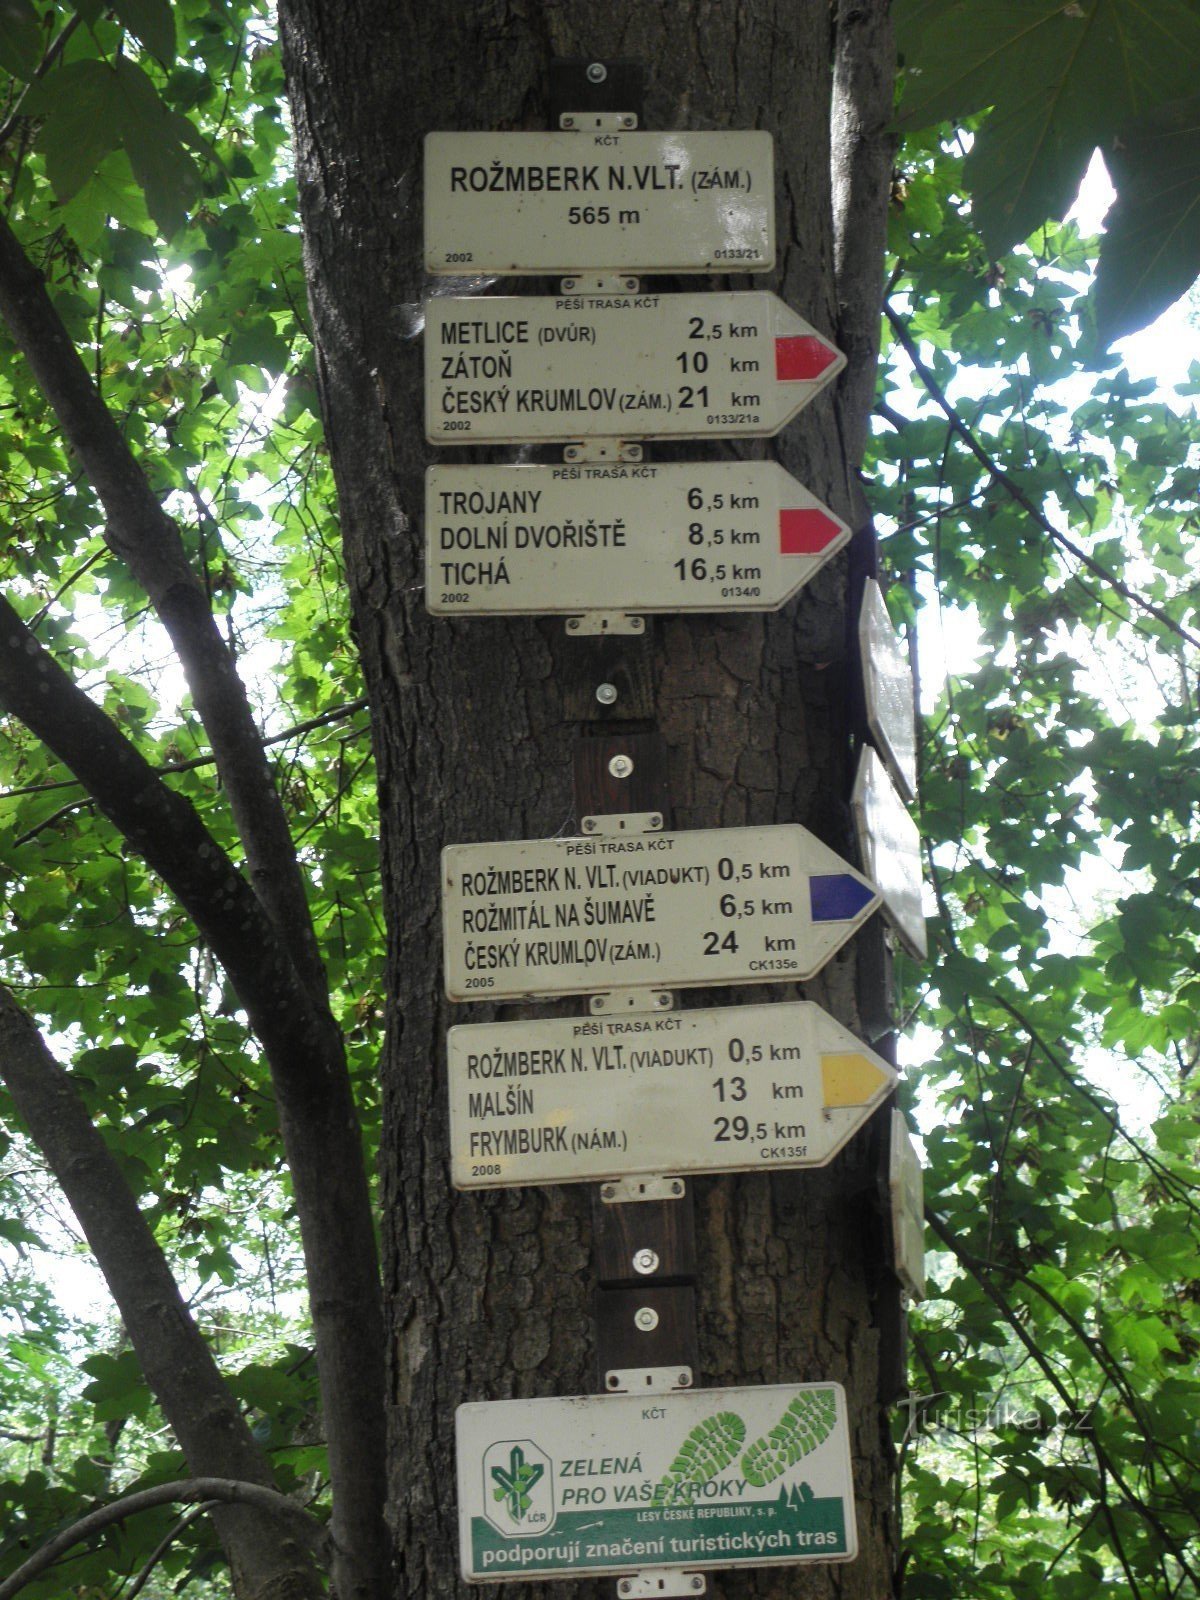 KČT
ROŽMBERK N.VLT. (ZÁM.)
565 m
2002 0133/21
PĚŠÍ TRASA KČT
METLICE (DVŮR) 2,5 km
ZÁTOŇ 10 km
ČESKÝ KRUMLOV (ZÁM.) 21 km
2002 0133/21a
PĚŠÍ TRASA KČT
TROJANY 6,5 km
DOLNÍ DVOŘIŠTĚ 8,5 km
TICHÁ 16,5 km
2002 0134/0
PĚŠÍ TRASA KČT
ROŽMBERK N. VLT. (VIADUKT) 0,5 km
ROŽMITÁL NA ŠUMAVĚ 6,5 km
ČESKÝ KRUMLOV (ZÁM.) 24 km
2005 CK135e
PĚŠÍ TRASA KČT
ROŽMBERK N. VLT. (VIADUKT) 0,5 km
MALŠÍN 13 km
FRYMBURK (NÁM.) 29,5 km
2008 CK135f
KČT
ZELENÁ
PRO VAŠE KROKY
LČR
LESY ČESKÉ REPUBLIKY, s. p.
podporují značení turistických tras
Turistika.cz